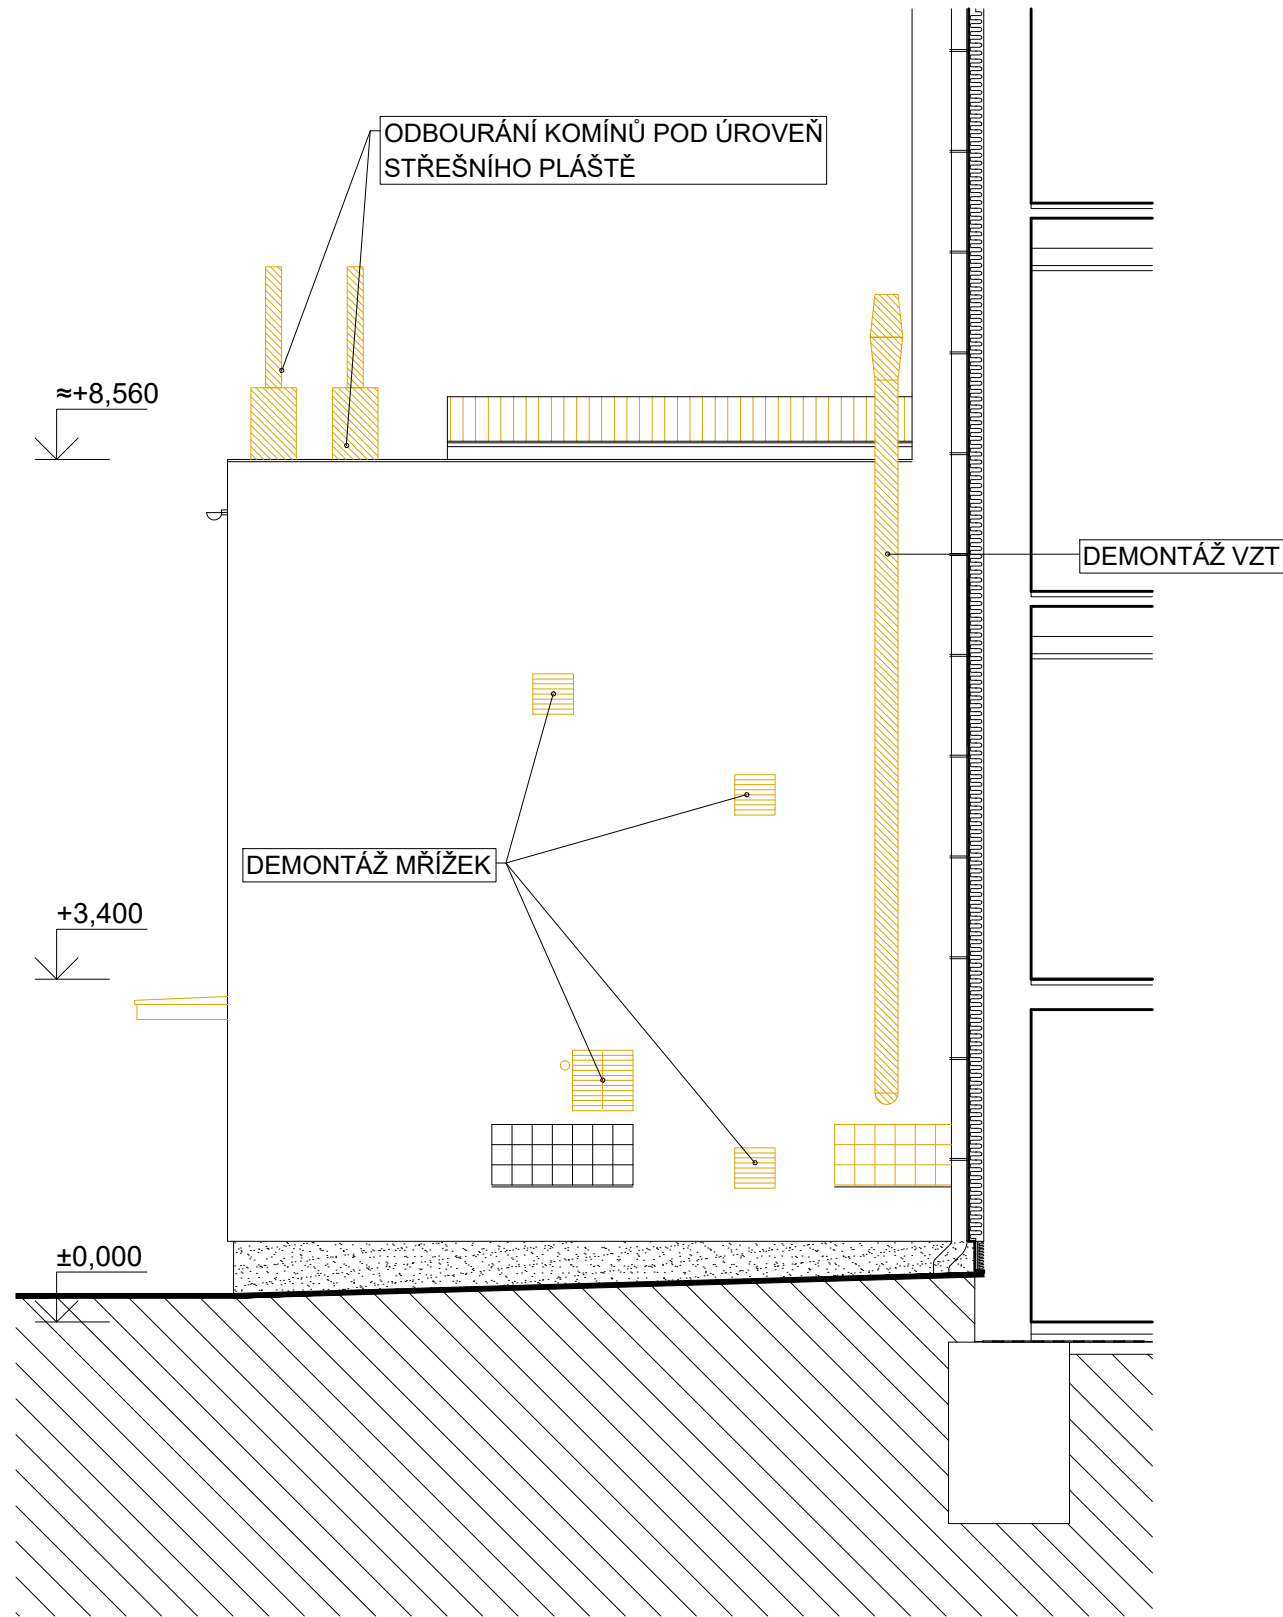 ODBOURÁNÍ KOMÍNŮ POD ÚROVEŇ
STŘEŠNÍHO PLÁŠTĚ
≈+8,560
DEMONTÁŽ VZT
DEMONTÁŽ MŘÍŽEK
+3,400
±0,000